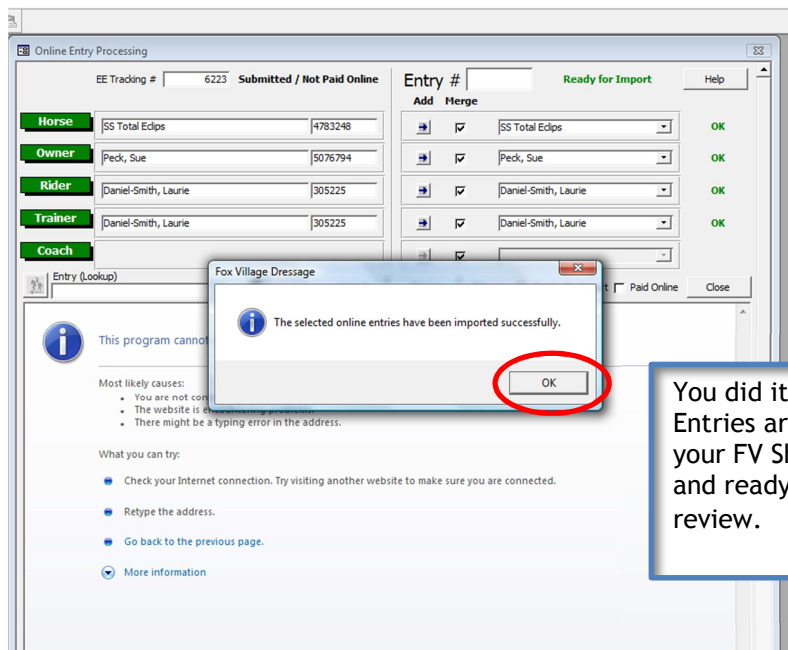 Online Entry Processing
EE Tracking # 6223 Submitted / Not Paid Online Entry # Ready for Import Help
Add Merge
Horse SS Total Eclips 4783248 SS Total Eclips OK
Owner Peck, Sue 5076794 Peck, Sue OK
Rider Daniel-Smith, Laurie 305225 Daniel-Smith, Laurie OK
Trainer Daniel-Smith, Laurie 305225 Daniel-Smith, Laurie OK
Coach
Entry (Lookup) Paid Online Close
Fox Village Dressage
The selected online entries have been imported successfully.
OK
This program cannot
Most likely causes:
You are not
The website is encountering problems.
There might be a typing error in the address.
What you can try:
Check your Internet connection. Try visiting another website to make sure you are connected.
Retype the address.
Go back to the previous page.
More information
You did it
Entries
your FV
and ready
review.